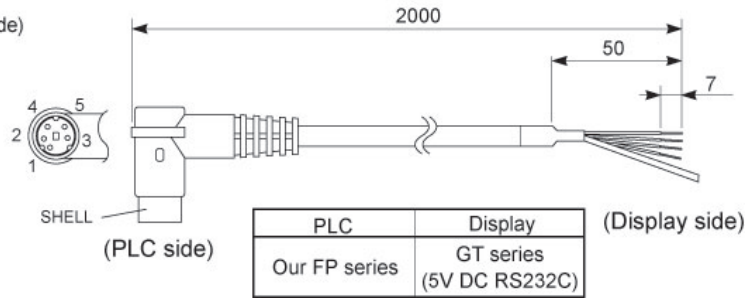 de)
2000
50
7
4 5
2 3
1
SHELL
(PLC side)
PLC Display
Our FP series GT series
(5V DC RS232C)
(Display side)